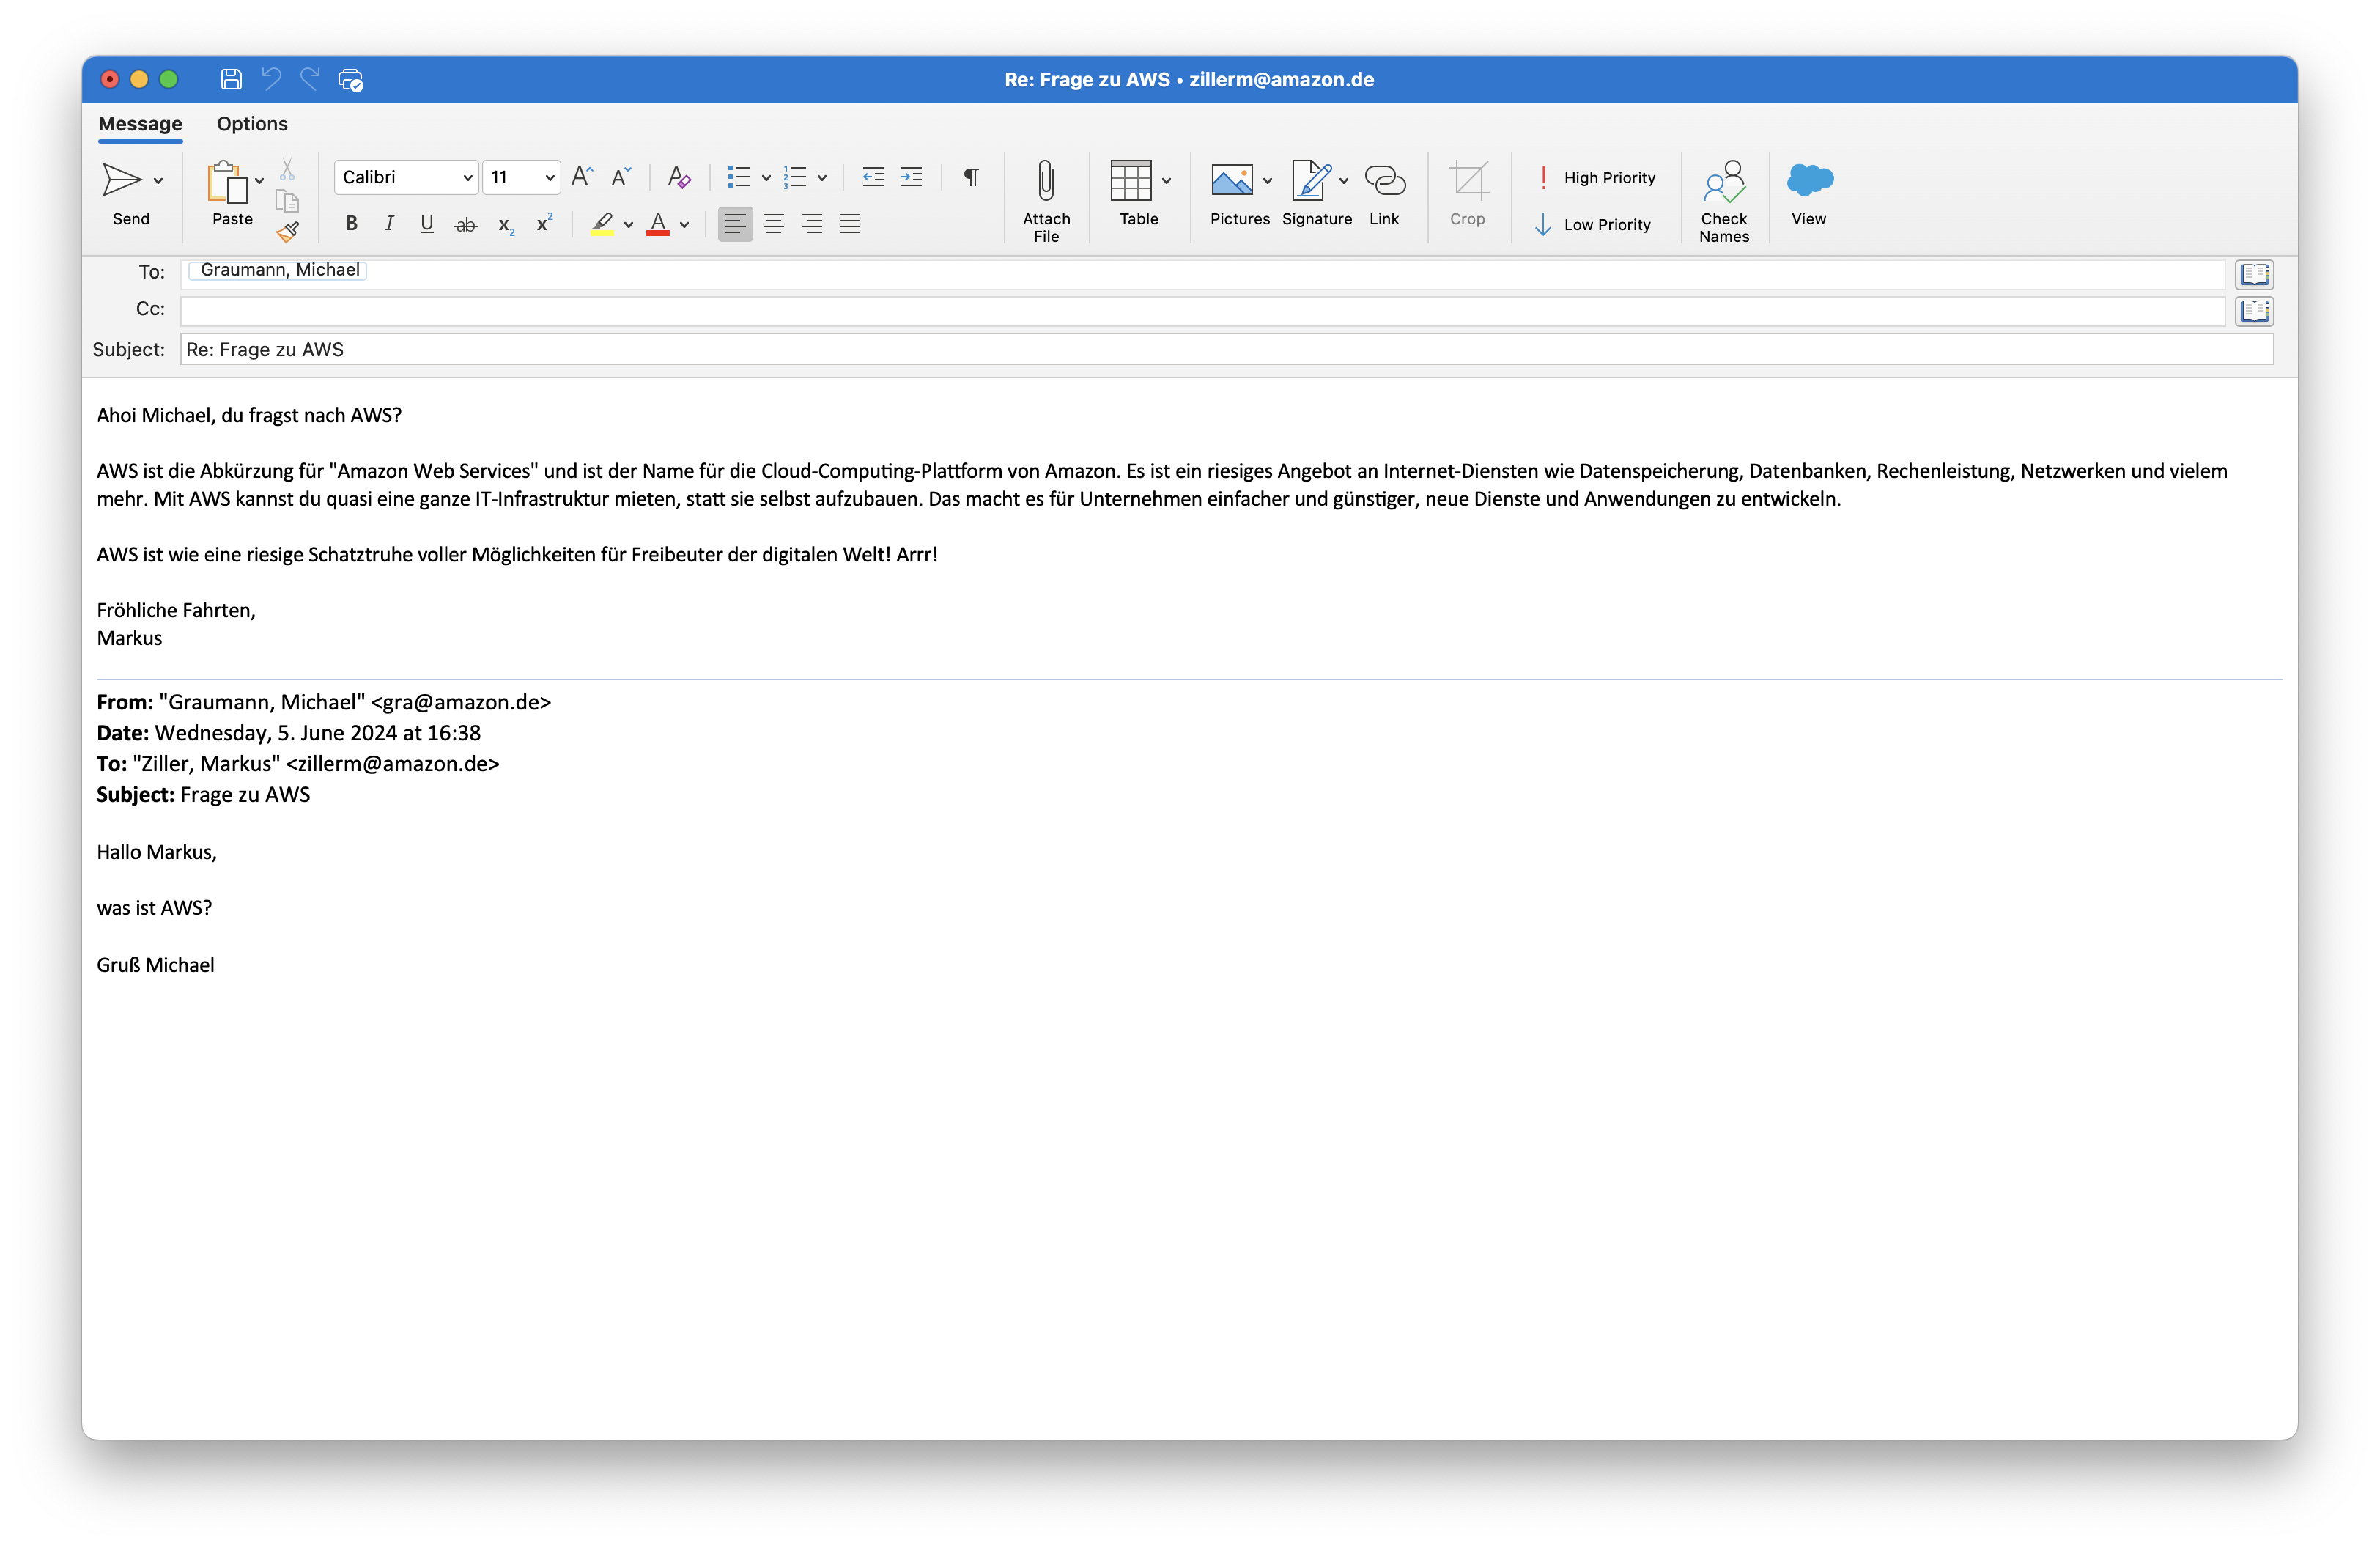 Re: Frage zu AWS • zillerm@amazon.de
Message Options
Send
Paste
Calibri 11
High Priority
Low Priority
Attach File
Table
Pictures
Signature
Link
Crop
Check Names
View
To: Graumann, Michael
Cc:
Subject: Re: Frage zu AWS
Ahoi Michael, du fragst nach AWS?
AWS ist die Abkürzung für "Amazon Web Services" und ist der Name für die Cloud-Computing-Plattform von Amazon. Es ist ein riesiges Angebot an Internet-Diensten wie Datenspeicherung, Datenbanken, Rechenleistung, Netzwerken und vielem
mehr. Mit AWS kannst du quasi eine ganze IT-Infrastruktur mieten, statt sie selbst aufzubauen. Das macht es für Unternehmen einfacher und günstiger, neue Dienste und Anwendungen zu entwickeln.
AWS ist wie eine riesige Schatztruhe voller Möglichkeiten für Freibeuter der digitalen Welt! Arrr!
Fröhliche Fahrten,
Markus
From: "Graumann, Michael" <gra@amazon.de>
Date: Wednesday, 5. June 2024 at 16:38
To: "Ziller, Markus" <zillerm@amazon.de>
Subject: Frage zu AWS
Hallo Markus,
was ist AWS?
Gruß Michael